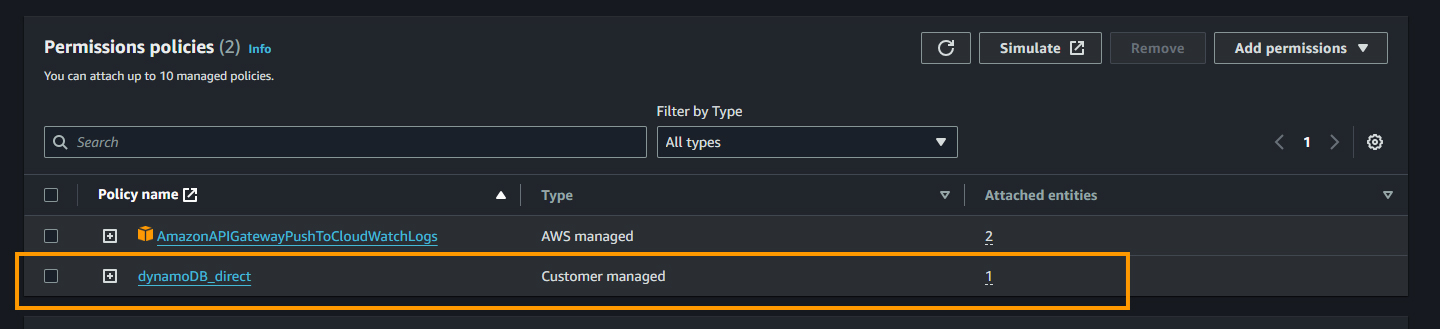 Permissions policies (2) Info
Simulate
Remove
Add permissions
You can attach up to 10 managed policies.
Filter by Type
Search
All types
1
Policy name
Type
Attached entities
AmazonAPIGatewayPushToCloudWatchLogs
AWS managed
2
dynamoDB_direct
Customer managed
1